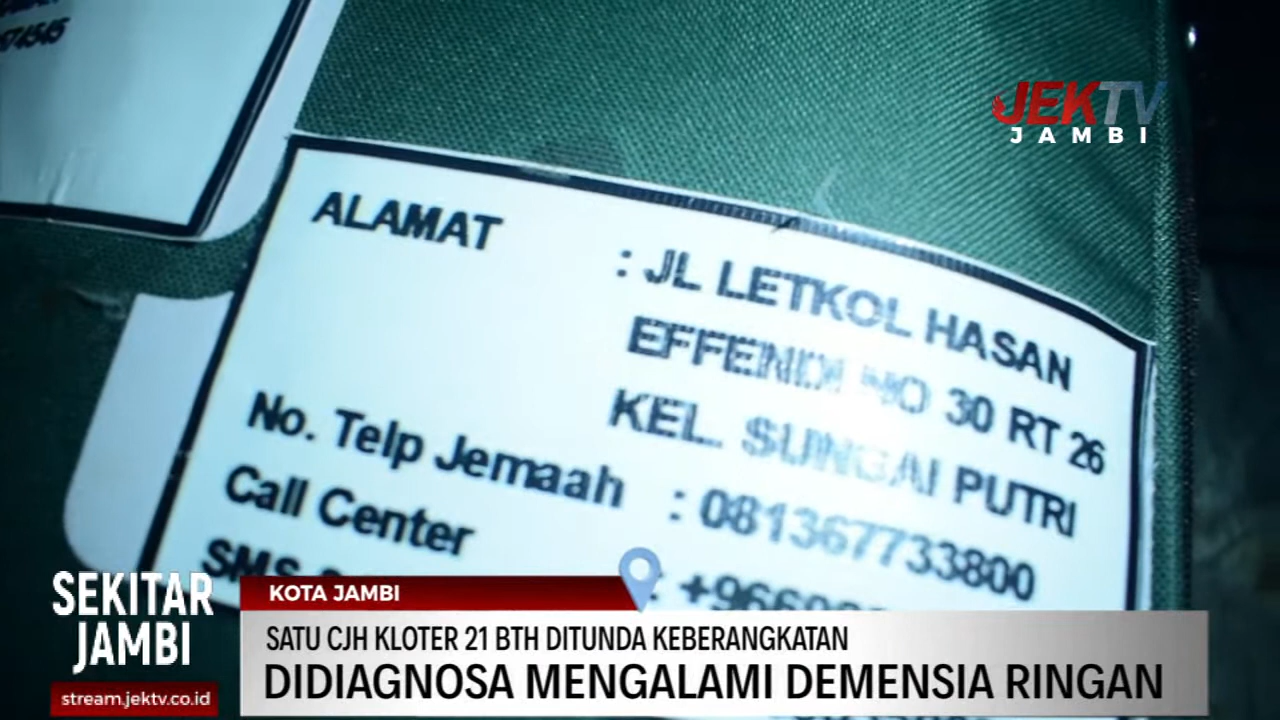 74545
JEKTV
JAMBI
ALAMAT : JL LETKOL HASAN
EFFENDI NO 30 RT 26
KEL. SUNGAI PUTRI
No. Telp Jemaah : 081367733800
Call Center : +966
SMS
SEKITAR
JAMBI
stream.jektv.co.id
KOTA JAMBI
SATU CJH KLOTER 21 BTH DITUNDA KEBERANGKATAN
DIDIAGNOSA MENGALAMI DEMENSIA RINGAN